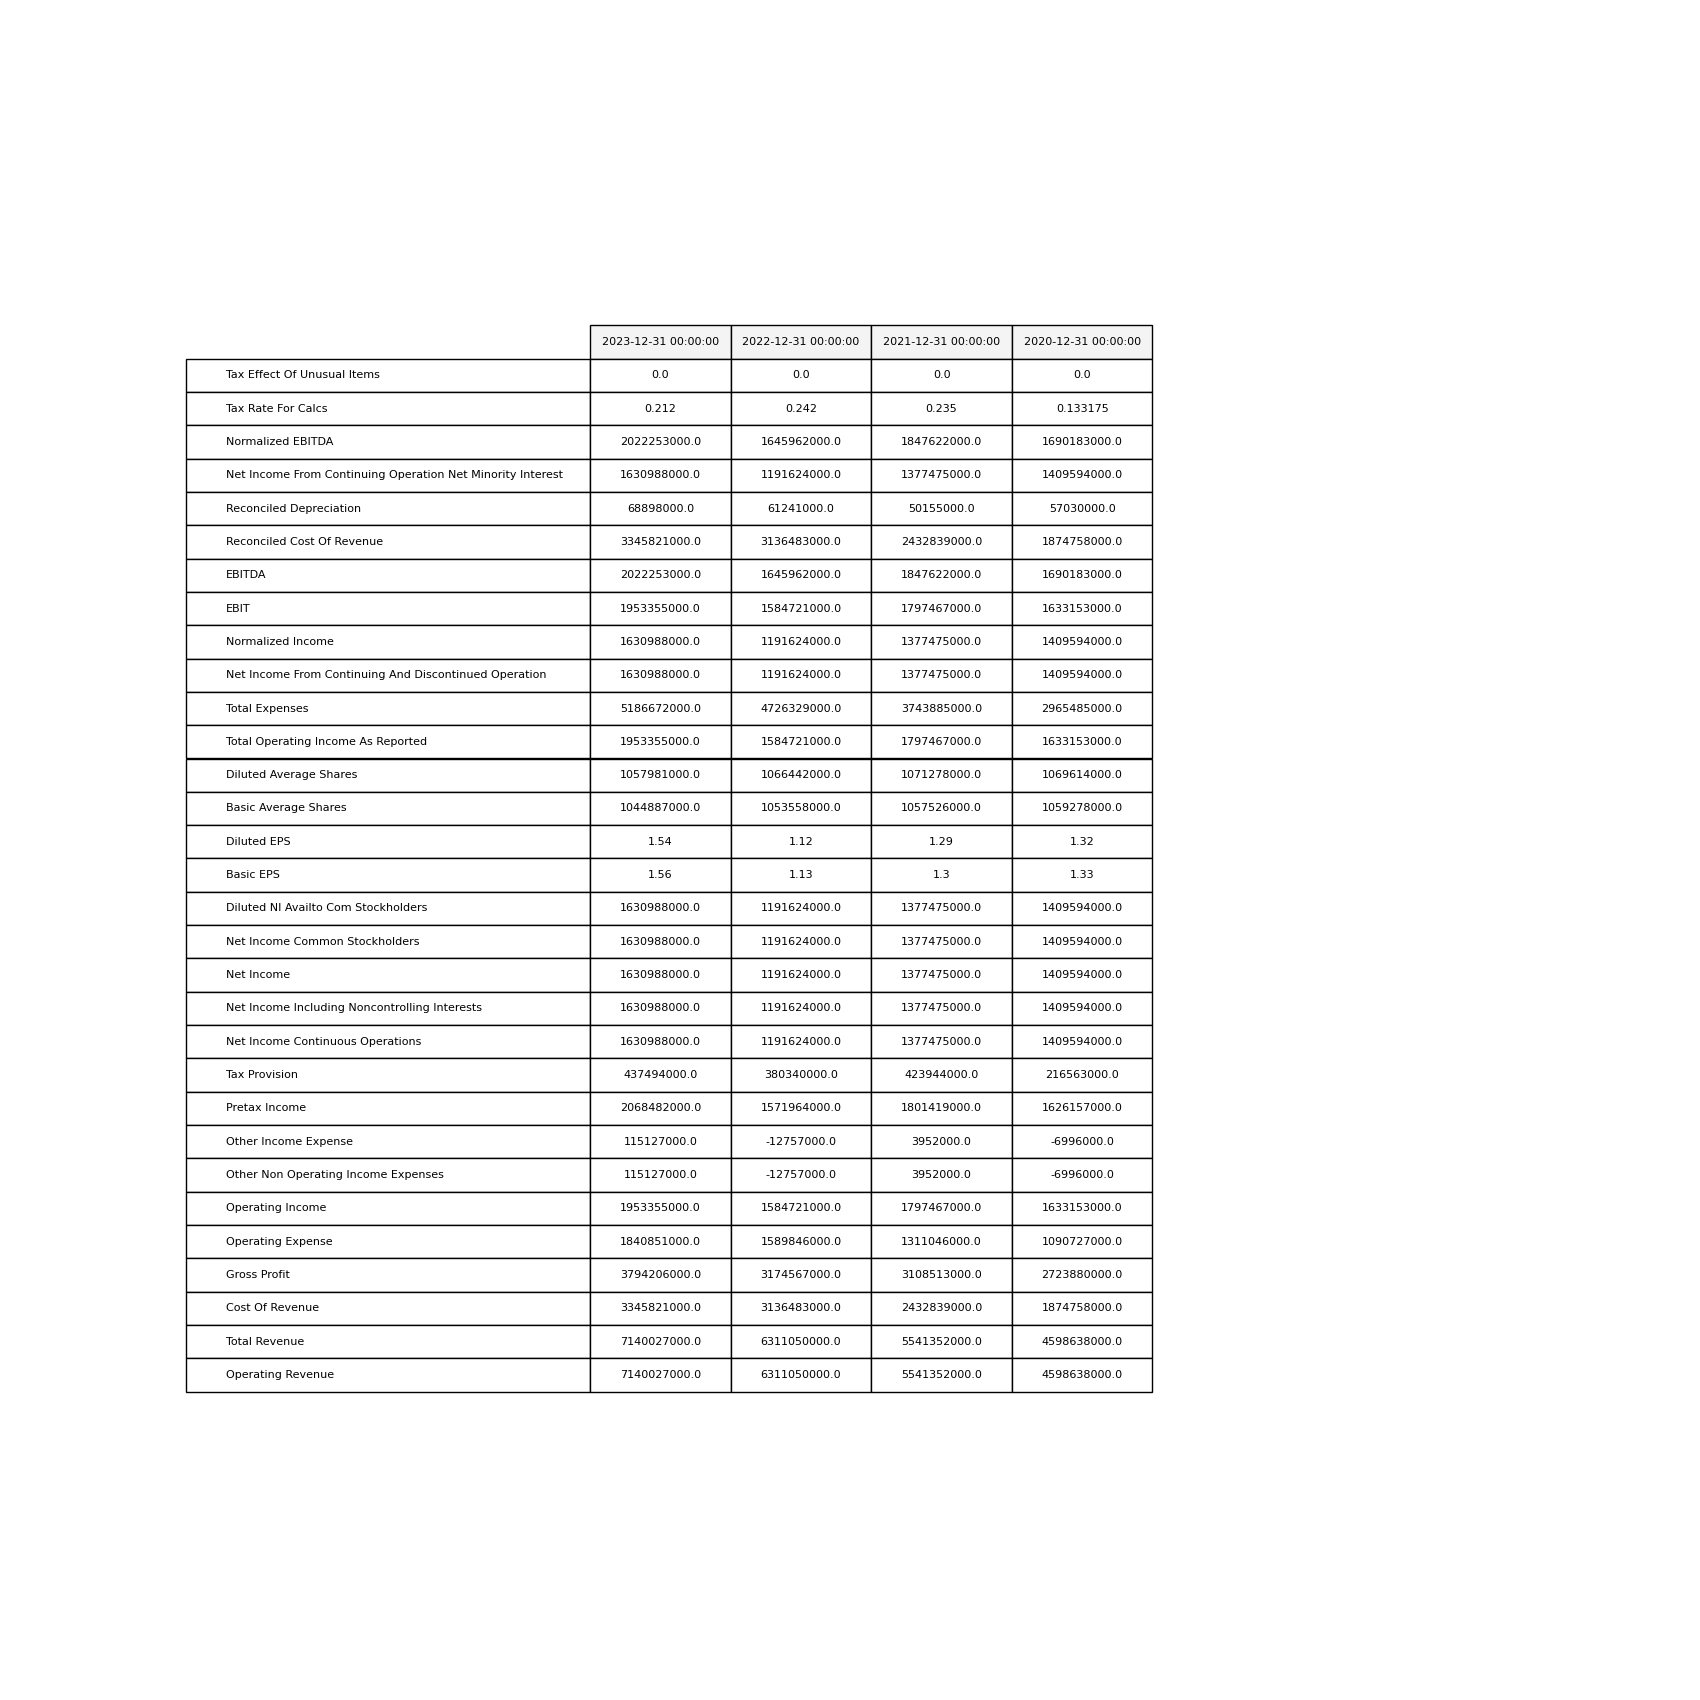 2023-12-31 00:00:00 2022-12-31 00:00:00 2021-12-31 00:00:00 2020-12-31 00:00:00
Tax Effect Of Unusual Items 0.0 0.0 0.0 0.0
Tax Rate For Calcs 0.212 0.242 0.235 0.133175
Normalized EBITDA 2022253000.0 1645962000.0 1847622000.0 1690183000.0
Net Income From Continuing Operation Net Minority Interest 1630988000.0 1191624000.0 1377475000.0 1409594000.0
Reconciled Depreciation 68898000.0 61241000.0 50155000.0 57030000.0
Reconciled Cost Of Revenue 3345821000.0 3136483000.0 2432839000.0 1874758000.0
EBITDA 2022253000.0 1645962000.0 1847622000.0 1690183000.0
EBIT 1953355000.0 1584721000.0 1797467000.0 1633153000.0
Normalized Income 1630988000.0 1191624000.0 1377475000.0 1409594000.0
Net Income From Continuing And Discontinued Operation 1630988000.0 1191624000.0 1377475000.0 1409594000.0
Total Expenses 5186672000.0 4726329000.0 3743885000.0 2965485000.0
Total Operating Income As Reported 1953355000.0 1584721000.0 1797467000.0 1633153000.0
Diluted Average Shares 1057981000.0 1066442000.0 1071278000.0 1069614000.0
Basic Average Shares 1044887000.0 1053558000.0 1057526000.0 1059278000.0
Diluted EPS 1.54 1.12 1.29 1.32
Basic EPS 1.56 1.13 1.3 1.33
Diluted NI Availto Com Stockholders 1630988000.0 1191624000.0 1377475000.0 1409594000.0
Net Income Common Stockholders 1630988000.0 1191624000.0 1377475000.0 1409594000.0
Net Income 1630988000.0 1191624000.0 1377475000.0 1409594000.0
Net Income Including Noncontrolling Interests 1630988000.0 1191624000.0 1377475000.0 1409594000.0
Net Income Continuous Operations 1630988000.0 1191624000.0 1377475000.0 1409594000.0
Tax Provision 437494000.0 380340000.0 423944000.0 216563000.0
Pretax Income 2068482000.0 1571964000.0 1801419000.0 1626157000.0
Other Income Expense 115127000.0 -12757000.0 3952000.0 -6996000.0
Other Non Operating Income Expenses 115127000.0 -12757000.0 3952000.0 -6996000.0
Operating Income 1953355000.0 1584721000.0 1797467000.0 1633153000.0
Operating Expense 1840851000.0 1589846000.0 1311046000.0 1090727000.0
Gross Profit 3794206000.0 3174567000.0 3108513000.0 2723880000.0
Cost Of Revenue 3345821000.0 3136483000.0 2432839000.0 1874758000.0
Total Revenue 7140027000.0 6311050000.0 5541352000.0 4598638000.0
Operating Revenue 7140027000.0 6311050000.0 5541352000.0 4598638000.0